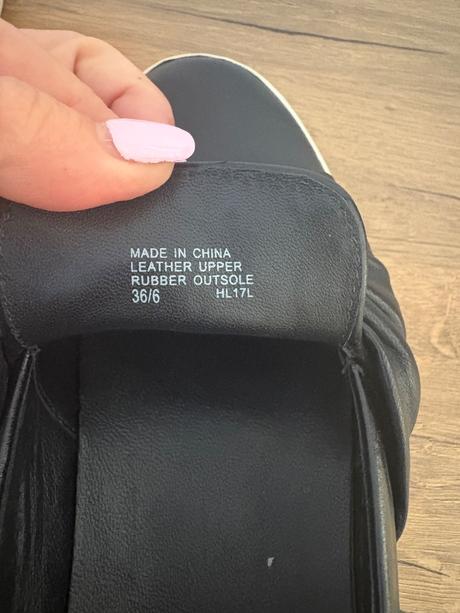 MADE IN CHINA
LEATHER UPPER
RUBBER OUTSOLE
36/6 HL17L